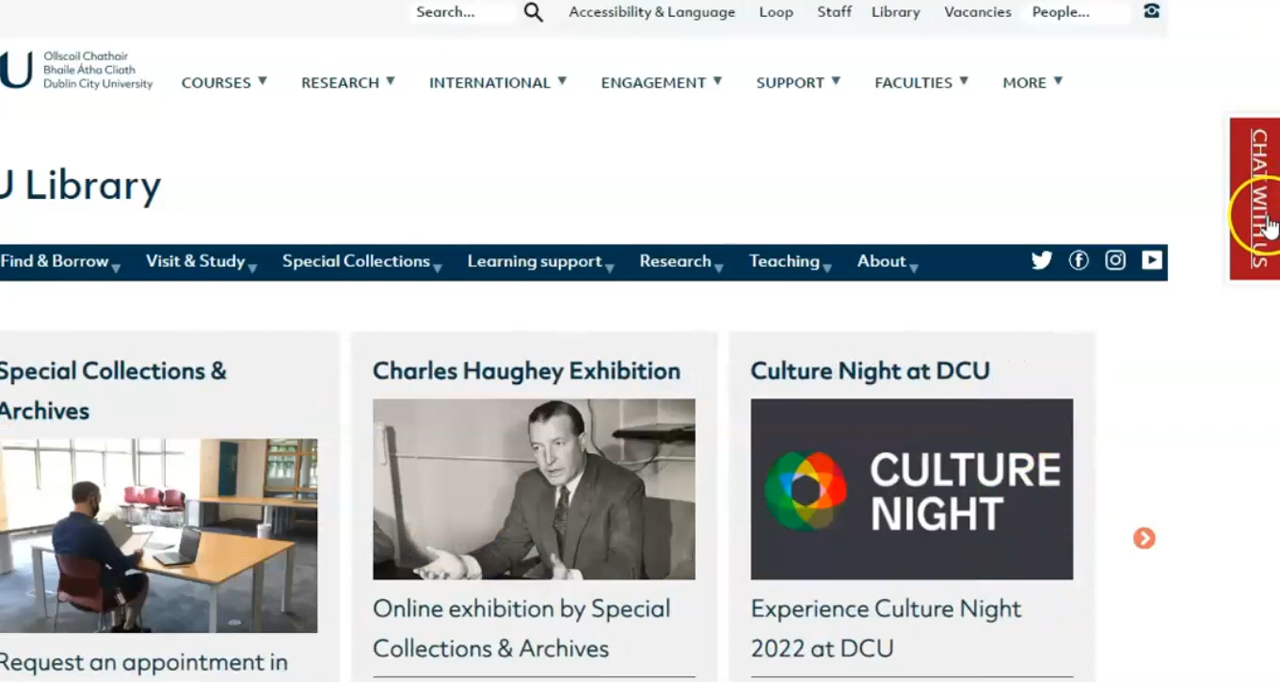 Search...
Accessibility & Language
Loop
Staff
Library
Vacancies
People...
U
Ollscoil Chathair
Bhaile Átha Cliath
Dublin City University
COURSES
RESEARCH
INTERNATIONAL
ENGAGEMENT
SUPPORT
FACULTIES
MORE
CHAT WITH US
U Library
Find & Borrow
Visit & Study
Special Collections
Learning support
Research
Teaching
About
Special Collections &
Archives
Request an appointment in
Charles Haughey Exhibition
Online exhibition by Special
Collections & Archives
Culture Night at DCU
CULTURE
NIGHT
Experience Culture Night
2022 at DCU